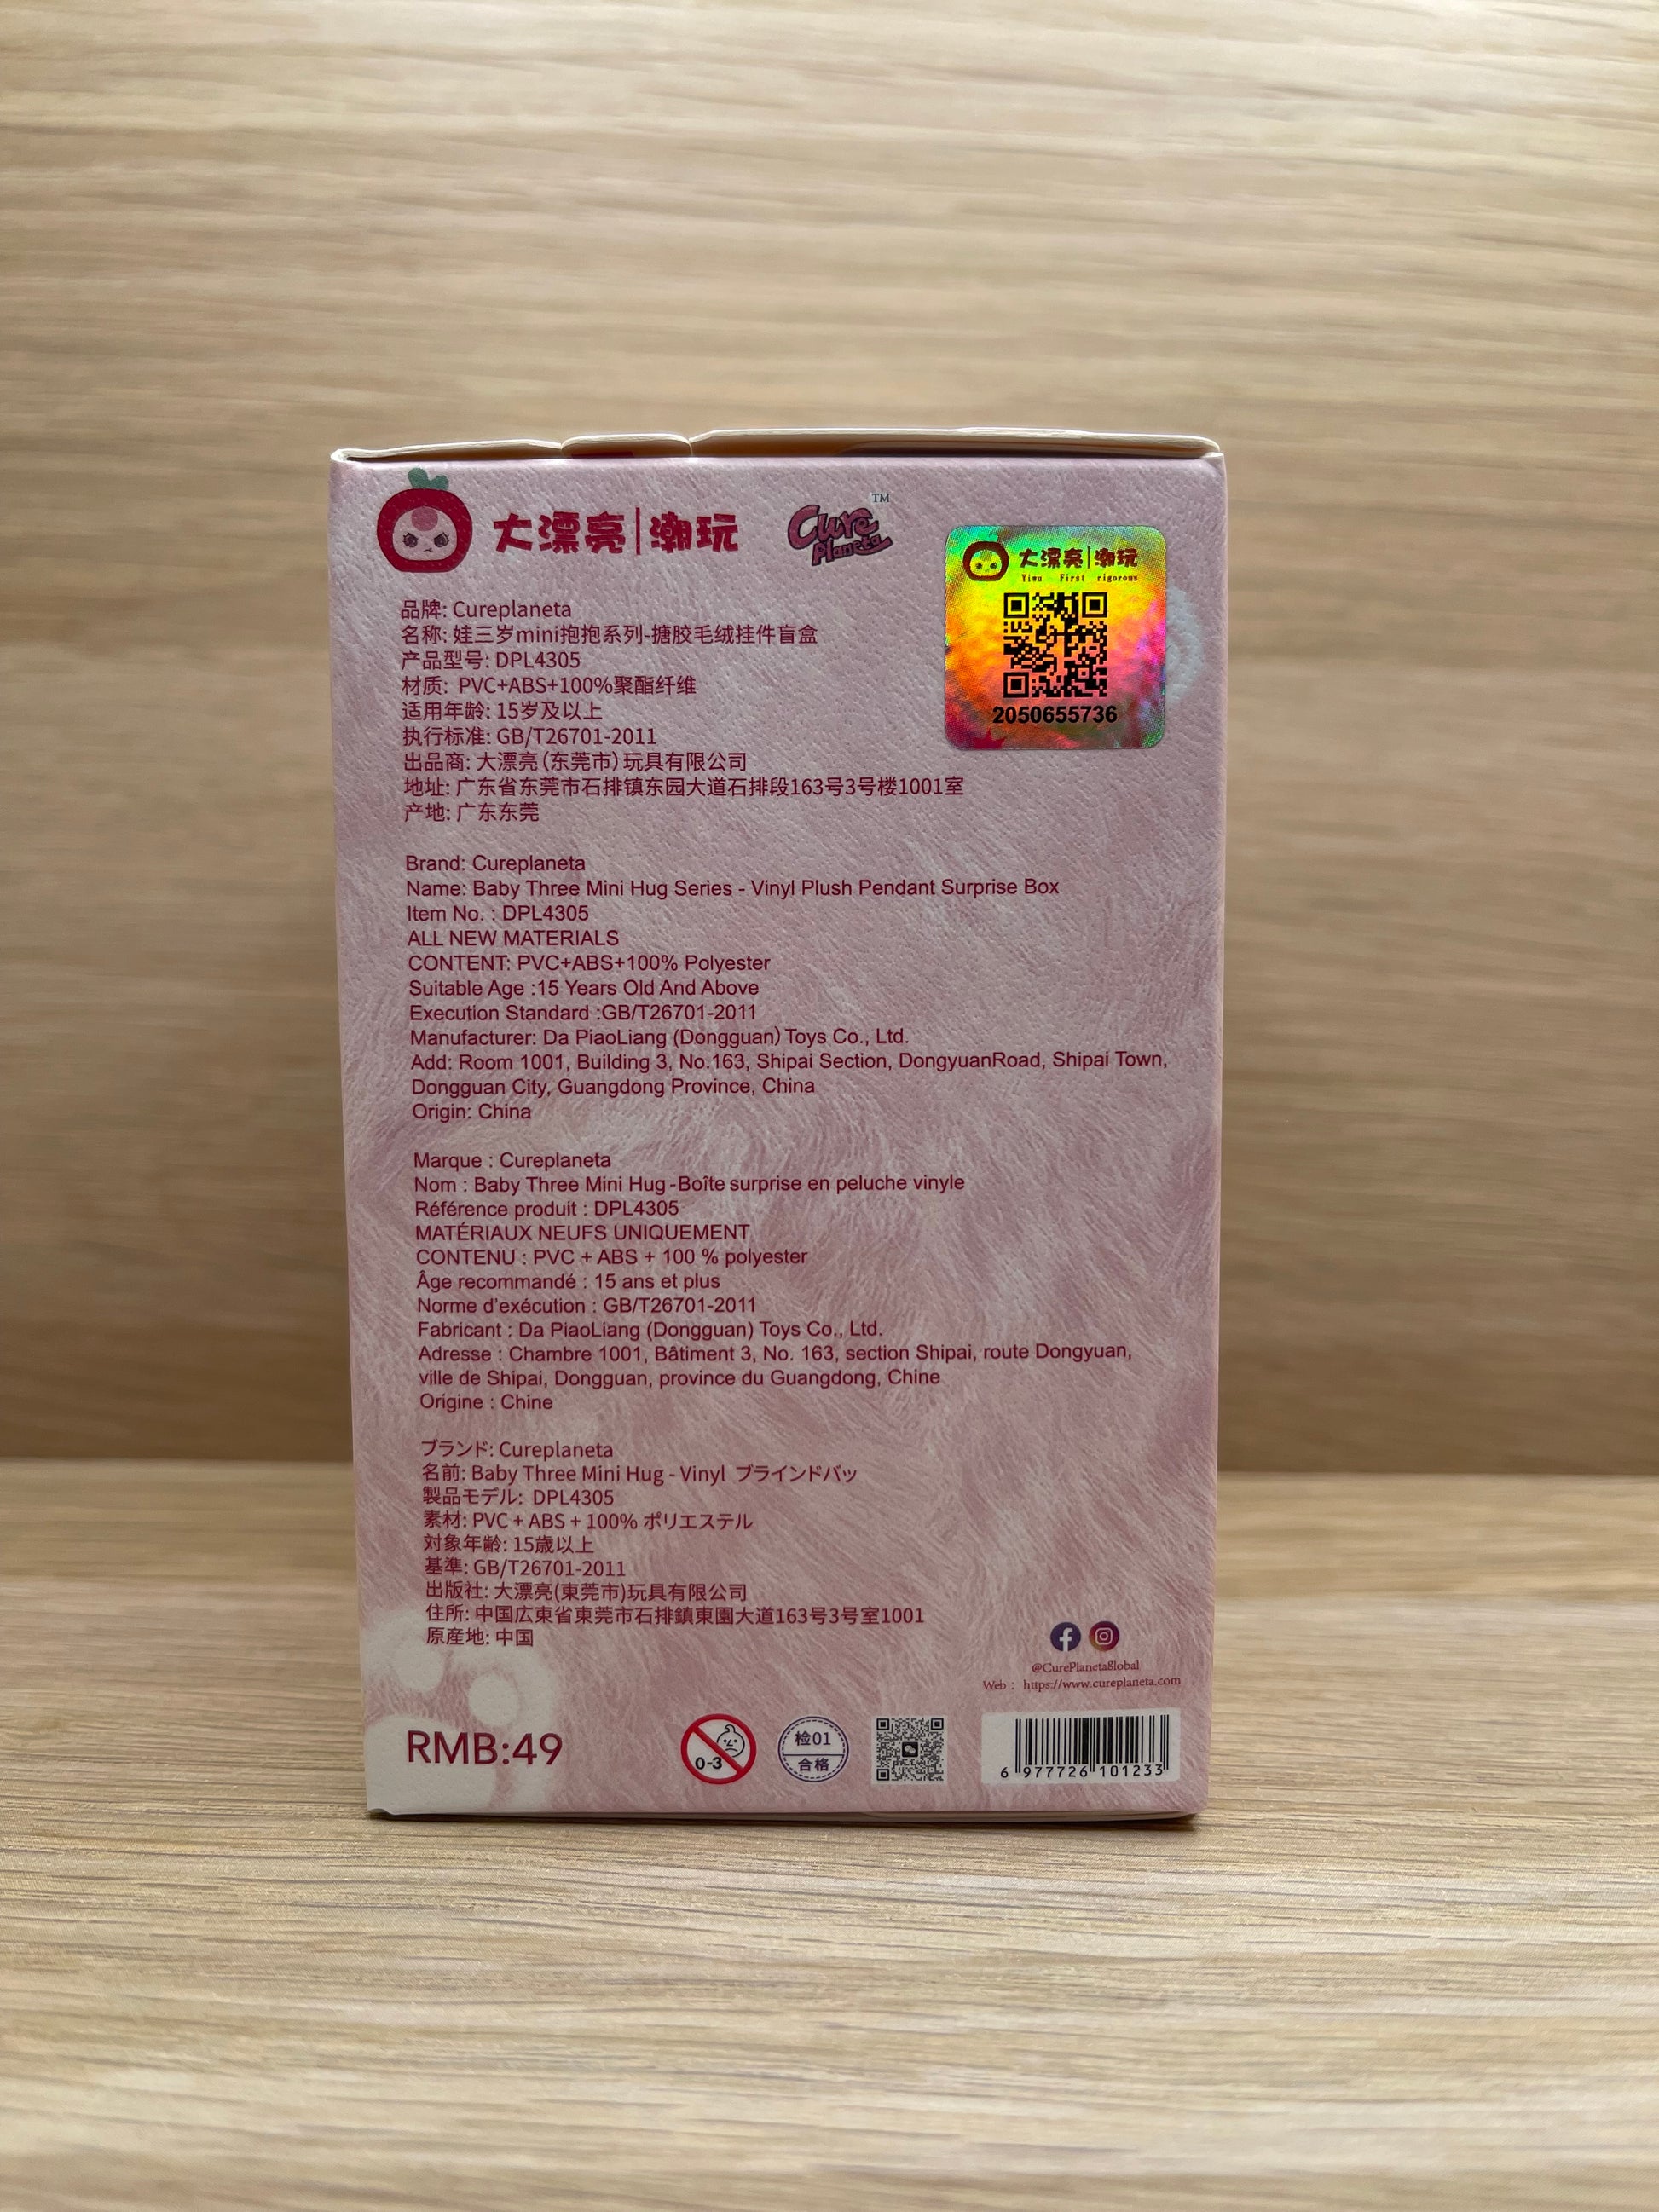 大漂亮|潮玩
Cure Planeta TM
大漂亮|潮玩
Yiwu First rigorous
2050655736
品牌: Cureplaneta
名称: 娃三岁mini抱抱系列-搪胶毛绒挂件盲盒
产品型号: DPL4305
材质: PVC+ABS+100%聚酯纤维
适用年龄: 15岁及以上
执行标准: GB/T26701-2011
出品商: 大漂亮(东莞市)玩具有限公司
地址: 广东省东莞市石排镇东园大道石排段163号3号楼1001室
产地: 广东东莞
Brand: Cureplaneta
Name: Baby Three Mini Hug Series - Vinyl Plush Pendant Surprise Box
Item No. : DPL4305
ALL NEW MATERIALS
CONTENT: PVC+ABS+100% Polyester
Suitable Age :15 Years Old And Above
Execution Standard :GB/T26701-2011
Manufacturer: Da PiaoLiang (Dongguan) Toys Co., Ltd.
Add: Room 1001, Building 3, No.163, Shipai Section, DongyuanRoad, Shipai Town,
Dongguan City, Guangdong Province, China
Origin: China
Marque : Cureplaneta
Nom : Baby Three Mini Hug -Boîte surprise en peluche vinyle
Référence produit : DPL4305
MATÉRIAUX NEUFS UNIQUEMENT
CONTENU : PVC + ABS + 100 % polyester
Âge recommandé : 15 ans et plus
Norme d'exécution : GB/T26701-2011
Fabricant : Da PiaoLiang (Dongguan) Toys Co., Ltd.
Adresse : Chambre 1001, Bâtiment 3, No. 163, section Shipai, route Dongyuan,
ville de Shipai, Dongguan, province du Guangdong, Chine
Origine : Chine
ブランド: Cureplaneta
名前: Baby Three Mini Hug - Vinyl ブラインドバッ
製品モデル: DPL4305
素材: PVC + ABS + 100% ポリエステル
対象年齢: 15歳以上
基準: GB/T26701-2011
出版社: 大漂亮(東莞市)玩具有限公司
住所: 中国広東省東莞市石排鎮東園大道163号3号室1001
原産地: 中国
@CurePlanetaGlobal
Web : https://www.cureplaneta.com
RMB:49
0-3
检01
合格
6 977726 101233